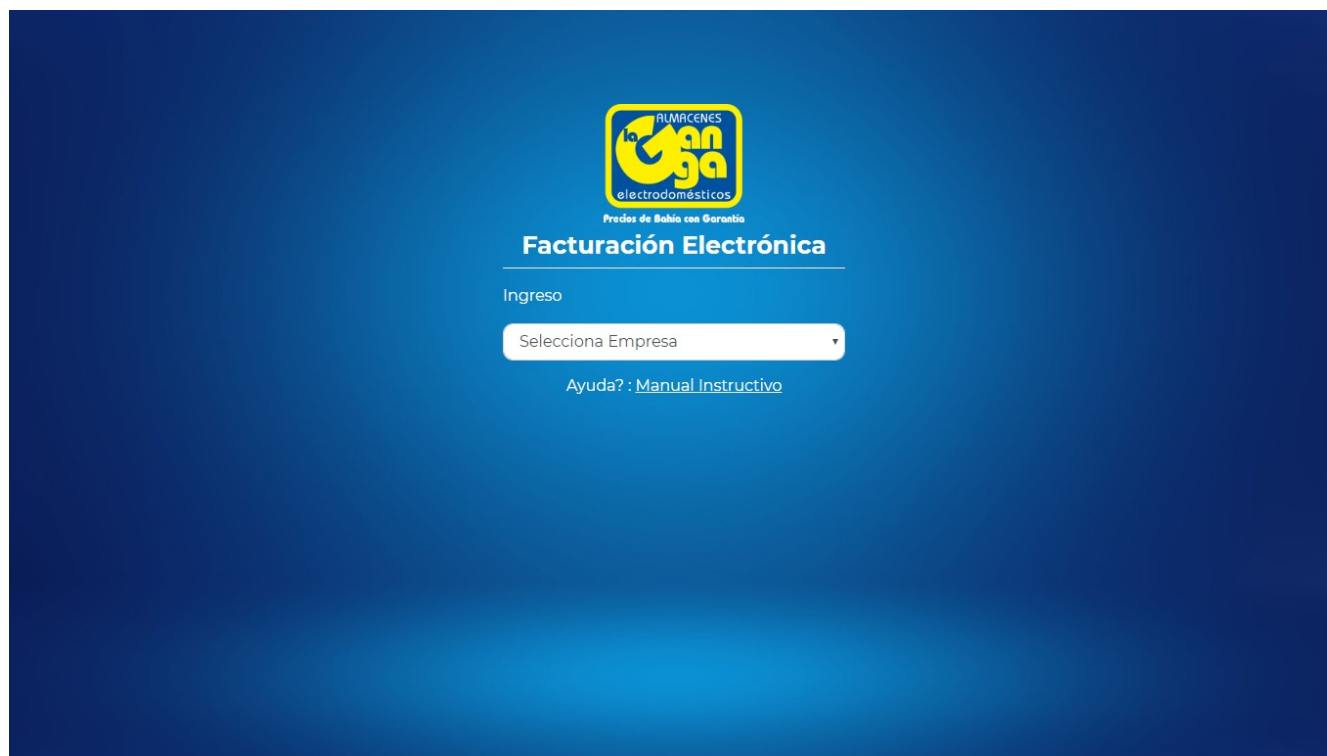 ALMACENES
la Ganga
electrodomésticos
Precios de Bahía con Garantía
Facturación Electrónica
Ingreso
Selecciona Empresa
Ayuda? : Manual Instructivo